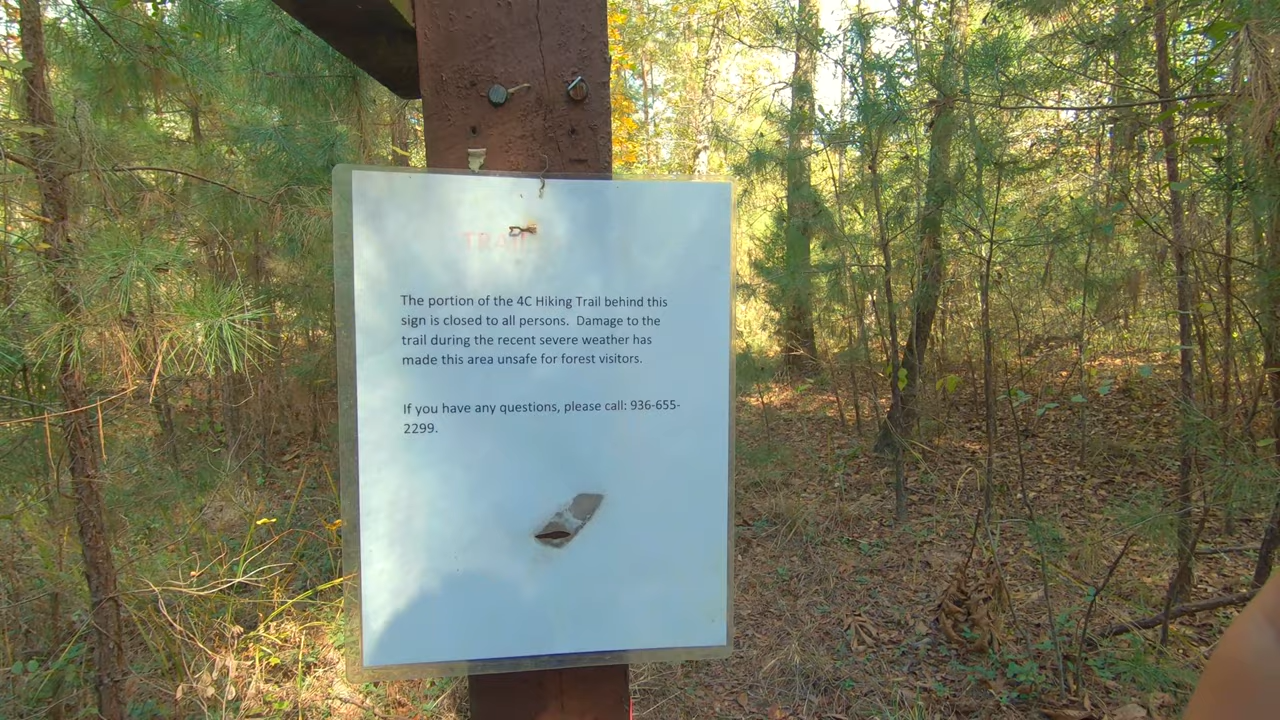 TRAIL
The portion of the 4C Hiking Trail behind this
sign is closed to all persons.  Damage to the
trail during the recent severe weather has
made this area unsafe for forest visitors.
If you have any questions, please call: 936-655-
2299.